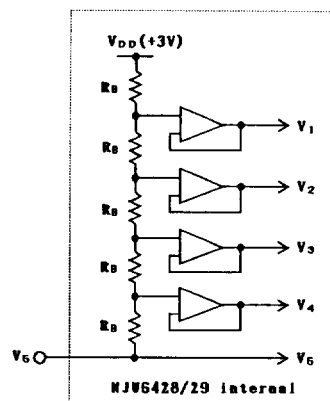 VDD(+3V)
RB
V1
RB
V2
RB
V3
RB
V4
RB
V5
V5
NJU6428/29 internal